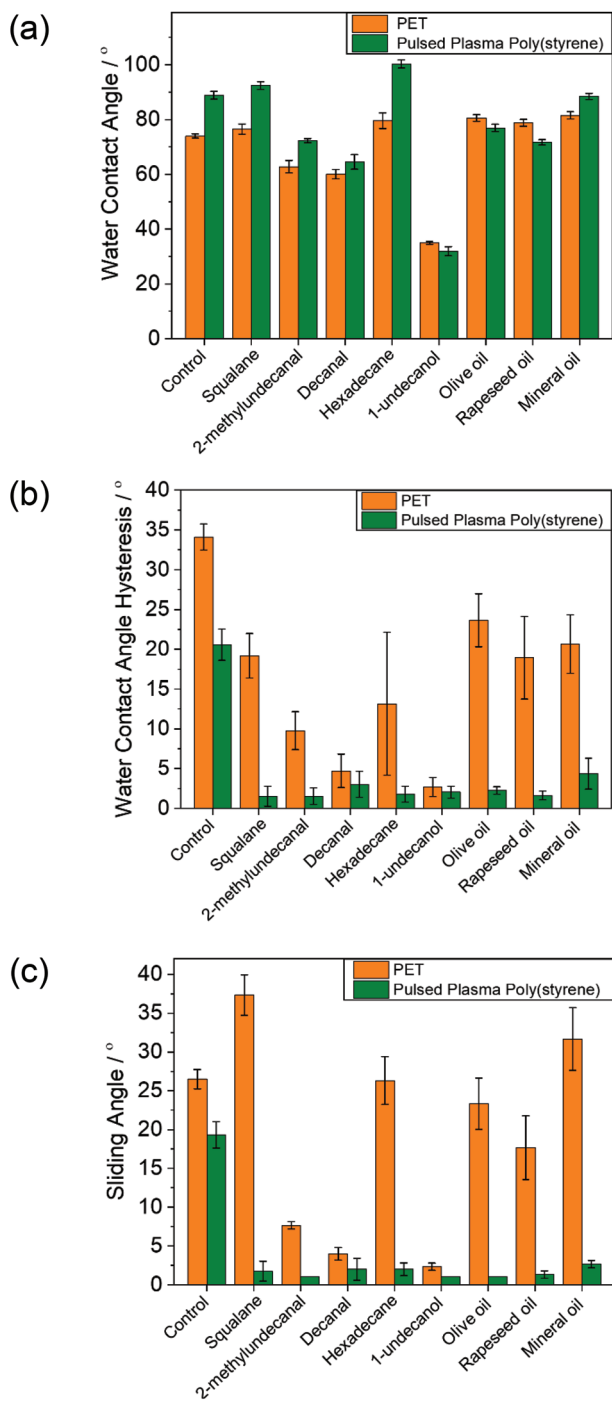 (a)
PET
Pulsed Plasma Poly(styrene)
Water Contact Angle / °
100
80
60
40
20
0
Control
Squalane
2-methylundecanal
Decanal
Hexadecane
1-undecanol
Olive oil
Rapeseed oil
Mineral oil
(b)
PET
Pulsed Plasma Poly(styrene)
Water Contact Angle Hysteresis / °
40
35
30
25
20
15
10
5
0
Control
Squalane
2-methylundecanal
Decanal
Hexadecane
1-undecanol
Olive oil
Rapeseed oil
Mineral oil
(c)
PET
Pulsed Plasma Poly(styrene)
Sliding Angle / °
40
35
30
25
20
15
10
5
0
Control
Squalane
2-methylundecanal
Decanal
Hexadecane
1-undecanol
Olive oil
Rapeseed oil
Mineral oil